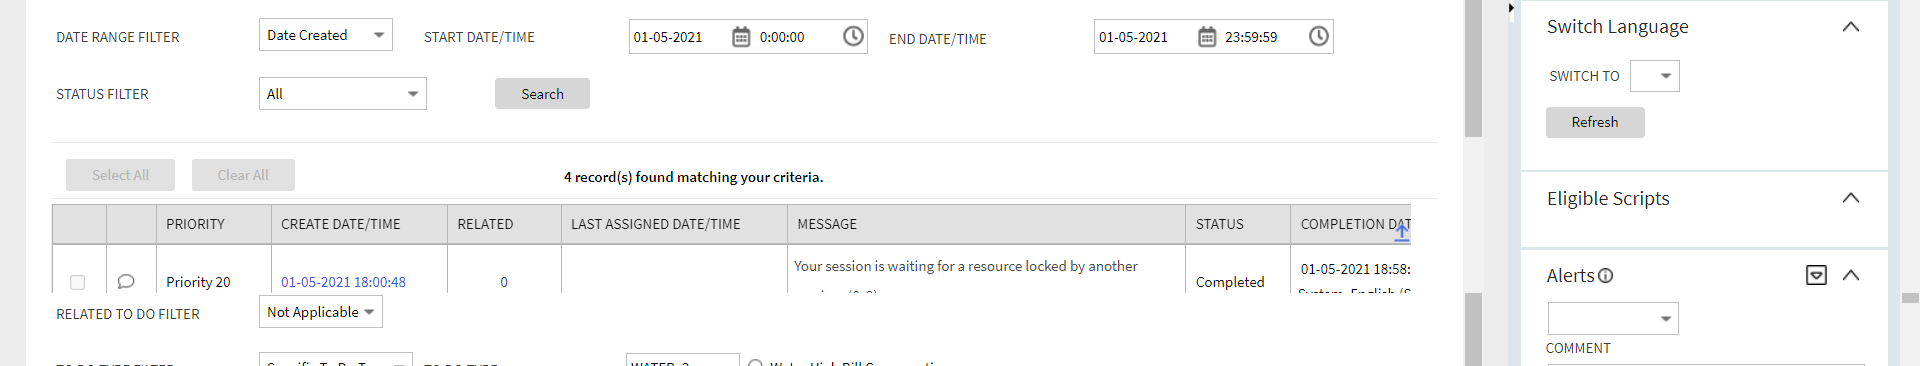 DATE RANGE FILTER Date Created START DATE/TIME 01-05-2021 0:00:00 END DATE/TIME 01-05-2021 23:59:59
STATUS FILTER All Search
Select All Clear All 4 record(s) found matching your criteria.
PRIORITY CREATE DATE/TIME RELATED LAST ASSIGNED DATE/TIME MESSAGE STATUS COMPLETION DAT
Your session is waiting for a resource locked by another
Priority 20 01-05-2021 18:00:48 0 Completed 01-05-2021 18:58:
RELATED TO DO FILTER Not Applicable
Switch Language
SWITCH TO
Refresh
Eligible Scripts
Alerts
COMMENT